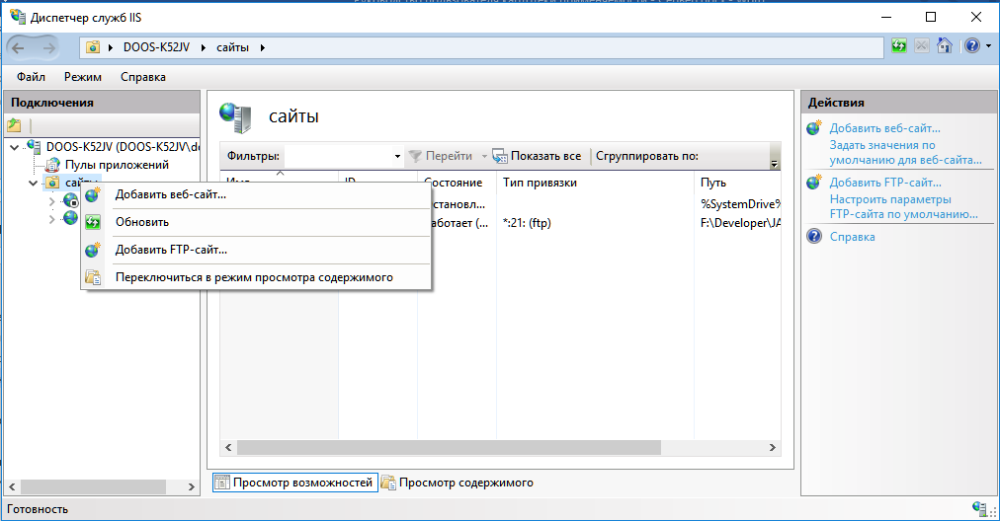 Диспетчер служб IIS
DOOS-K52JV
сайты
Файл Режим Справка
Подключения
DOOS-K52JV (DOOS-K52JV\d
Пулы приложений
сайты
Добавить веб-сайт...
Обновить
Добавить FTP-сайт...
Переключиться в режим просмотра содержимого
сайты
Фильтры: Перейти Показать все Сгруппировать по:
Состояние Тип привязки Путь
становл... %SystemDrive%
аботает (... *:21: (ftp) F:\Developer\JA
Просмотр возможностей Просмотр содержимого
Действия
Добавить веб-сайт...
Задать значения по
умолчанию для веб-сайта...
Добавить FTP-сайт...
Настроить параметры
FTP-сайта по умолчанию...
Справка
Готовность